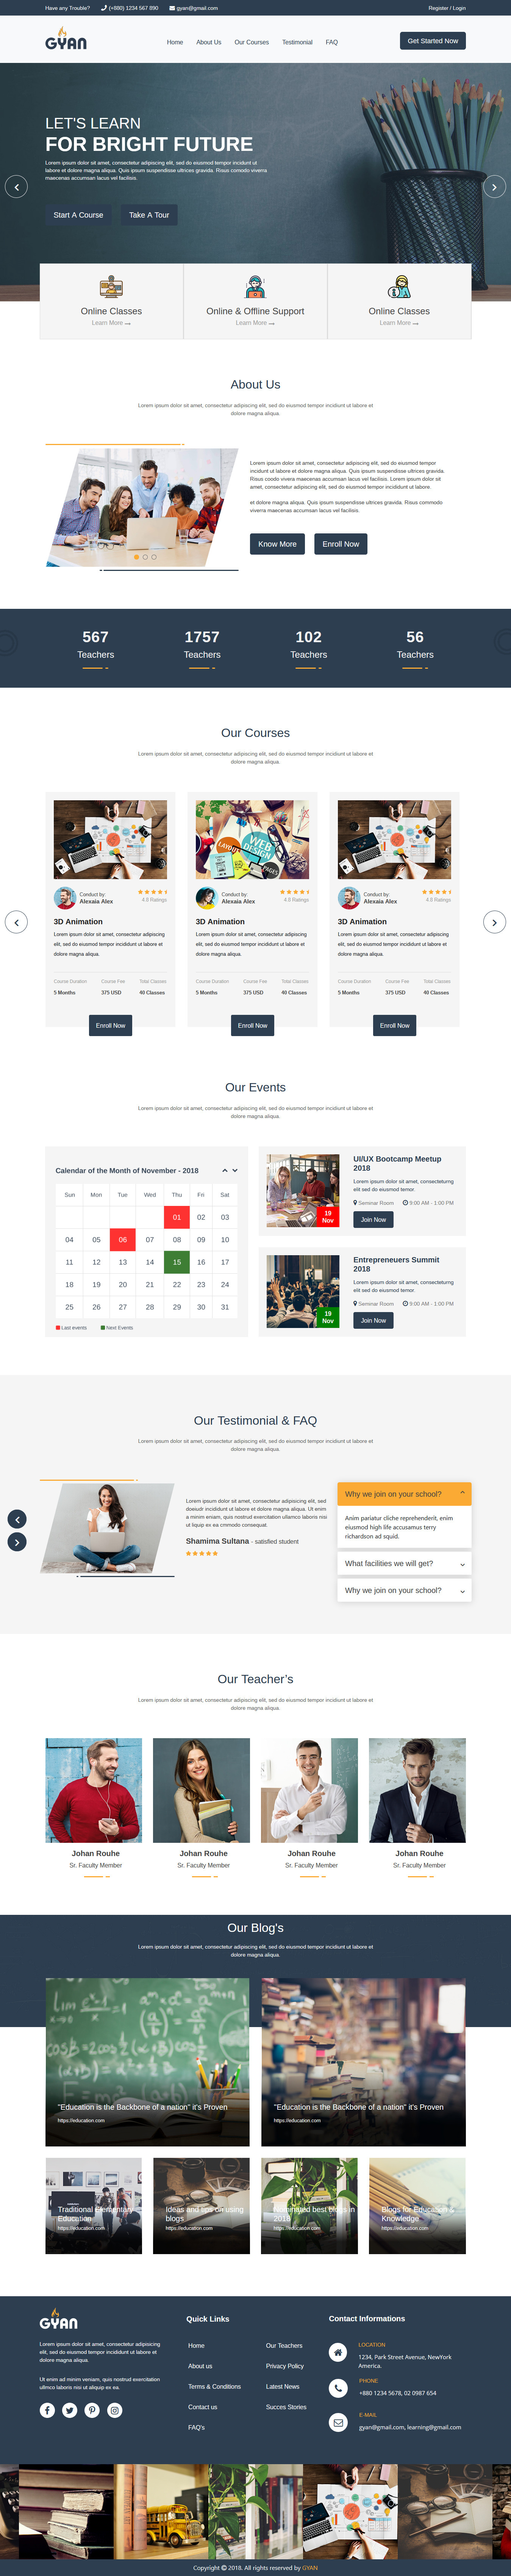 Have any Trouble? (+880) 1234 567 890 gyan@gmail.com Register / Login
GYAN Home About Us Our Courses Testimonial FAQ Get Started Now
LET'S LEARN
FOR BRIGHT FUTURE
Lorem ipsum dolor sit amet, consectetur adipiscing elit, sed do eiusmod tempor incididunt ut
labore et dolore magna aliqua. Quis ipsum suspendisse ultrices gravida. Risus comodo viverra
maecenas accumsan lacus vel facilisis.
Start A Course Take A Tour
Online Classes
Learn More
Online & Offline Support
Learn More
Online Classes
Learn More
About Us
Lorem ipsum dolor sit amet, consectetur adipiscing elit, sed do eiusmod tempor incididunt ut labore et
dolore magna aliqua.
Lorem ipsum dolor sit amet, consectetur adipiscing elit, sed do eiusmod tempor
incididunt ut labore et dolore magna aliqua. Quis ipsum suspendisse ultrices gravida.
Risus coodo viverra maecenas accumsan lacus vel facilisis. Lorem ipsum dolor sit
amet, consectetur adipiscing elit, sed do eiusmod tempor incididunt ut labore.
et dolore magna aliqua. Quis ipsum suspendisse ultrices gravida. Risus commodo
viverra maecenas accumsan lacus vel facilisis.
Know More Enroll Now
567 1757 102 56
Teachers Teachers Teachers Teachers
Our Courses
Lorem ipsum dolor sit amet, consectetur adipiscing elit, sed do eiusmod tempor incididunt ut labore et
dolore magna aliqua.
Conduct by:
Alexaia Alex
4.8 Ratings
3D Animation
Lorem ipsum dolor sit amet, consectetur adipiscing
elit, sed do eiusmod tempor incididunt ut labore et
dolore magna aliqua.
Course Duration Course Fee Total Classes
5 Months 375 USD 40 Classes
Enroll Now
LAYOUT
WEB
DESIGN
Conduct by:
Alexaia Alex
4.8 Ratings
3D Animation
Lorem ipsum dolor sit amet, consectetur adipiscing
elit, sed do eiusmod tempor incididunt ut labore et
dolore magna aliqua.
Course Duration Course Fee Total Classes
5 Months 375 USD 40 Classes
Enroll Now
Conduct by:
Alexaia Alex
4.8 Ratings
3D Animation
Lorem ipsum dolor sit amet, consectetur adipiscing
elit, sed do eiusmod tempor incididunt ut labore et
dolore magna aliqua.
Course Duration Course Fee Total Classes
5 Months 375 USD 40 Classes
Enroll Now
Our Events
Lorem ipsum dolor sit amet, consectetur adipiscing elit, sed do eiusmod tempor incididunt ut labore et
dolore magna aliqua.
Calendar of the Month of November - 2018
Sun Mon Tue Wed Thu Fri Sat
01 02 03
04 05 06 07 08 09 10
11 12 13 14 15 16 17
18 19 20 21 22 23 24
25 26 27 28 29 30 31
Last events Next Events
19
Nov
UI/UX Bootcamp Meetup
2018
Lorem ipsum dolor sit amet, consecteturng
elit sed do eiusmod temor.
Seminar Room 9:00 AM - 1:00 PM
Join Now
19
Nov
Entrepreneuers Summit
2018
Lorem ipsum dolor sit amet, consecteturng
elit sed do eiusmod temor.
Seminar Room 9:00 AM - 1:00 PM
Join Now
Our Testimonial & FAQ
Lorem ipsum dolor sit amet, consectetur adipiscing elit, sed do eiusmod tempor incididunt ut labore et
dolore magna aliqua.
Lorem ipsum dolor sit amet, consectetur adipiscing elit, sed
doeusdr incididunt ut labore et dolore magna aliqua. Ut enim
a minim eniam, quis nostrud exercitation ullamco laboris nisi
ut liquip ex ea cmmodo consequat.
Shamima Sultana - satisfied student
Why we join on your school?
Anim pariatur cliche reprehenderit, enim
eiusmod high life accusamus terry
richardson ad squid.
What facilities we will get?
Why we join on your school?
Our Teacher’s
Lorem ipsum dolor sit amet, consectetur adipiscing elit, sed do eiusmod tempor incididunt ut labore et
dolore magna aliqua.
Johan Rouhe Johan Rouhe Johan Rouhe Johan Rouhe
Sr. Faculty Member Sr. Faculty Member Sr. Faculty Member Sr. Faculty Member
Our Blog's
Lorem ipsum dolor sit amet, consectetur adipiscing elit, sed do eiusmod tempor incididunt ut labore et
dolore magna aliqua.
"Education is the Backbone of a nation" it's Proven
https://education.com
"Education is the Backbone of a nation" it's Proven
https://education.com
Traditional Elementary
Education
https://education.com
Ideas and tips on using
blogs
https://education.com
Nominated best blogs in
2018
https://education.com
Blogs for Education &
Knowledge
https://education.com
GYAN
Lorem ipsum dolor sit amet, consectetur adipiscing
elit, sed do eiusmod tempor incididunt ut labore et
dolore magna aliqua.
Ut enim ad minim veniam, quis nostrud exercitation
ullmco laboris nisi ut aliquip ex ea.
Quick Links
Home Our Teachers
About us Privacy Policy
Terms & Conditions Latest News
Contact us Succes Stories
FAQ's
Contact Informations
LOCATION
1234, Park Street Avenue, NewYork
America.
PHONE:
+880 1234 5678, 02 0987 654
E-MAIL
gyan@gmail.com, learning@gmail.com
Copyright © 2018. All rights reserved by GYAN